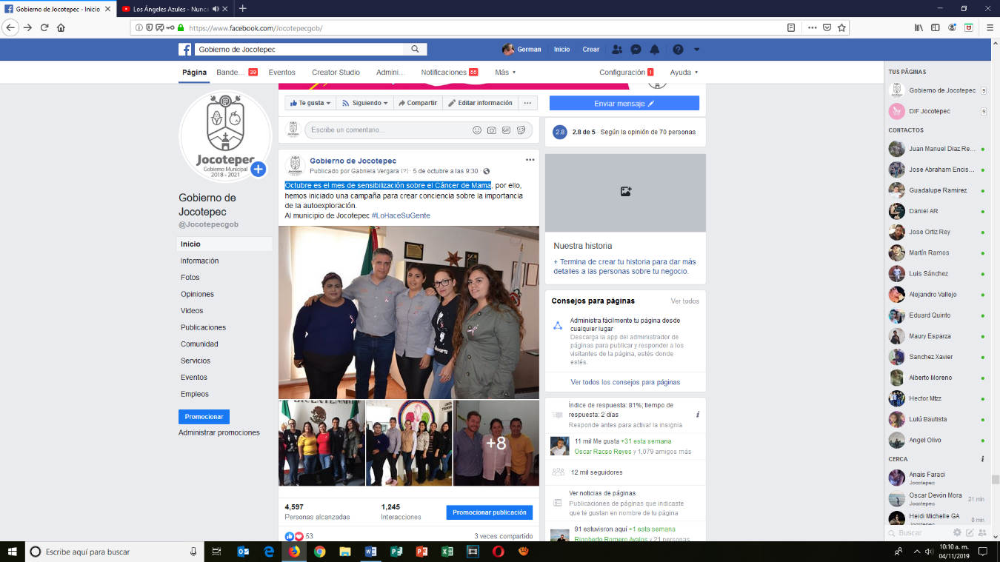 Gobierno de Jocotepec - Inicio
Los Ángeles Azules - Nunca
https://www.facebook.com/Jocotepecgob/
Gobierno de Jocotepec
German
Inicio
Crear
Página
Bande... 39
Eventos
Creator Studio
Admini...
Notificaciones 55
Más
Configuración 1
Ayuda
Jocotepec
Gobierno Municipal
2018 - 2021
Gobierno de
Jocotepec
@Jocotepecgob
Inicio
Información
Fotos
Opiniones
Videos
Publicaciones
Comunidad
Servicios
Eventos
Empleos
Promocionar
Administrar promociones
Te gusta
Siguiendo
Compartir
Editar información
Escribe un comentario...
Gobierno de Jocotepec
Publicado por Gabriela Vergara [?] · 5 de octubre a las 9:30 ·
Octubre es el mes de sensibilización sobre el Cáncer de Mama, por ello,
hemos iniciado una campaña para crear conciencia sobre la importancia
de la autoexploración.
Al municipio de Jocotepec #LoHaceSuGente
+8
4,597
Personas alcanzadas
1,245
Interacciones
Promocionar publicación
53
3 veces compartido
Enviar mensaje
2.8
2.8 de 5 · Según la opinión de 70 personas
Nuestra historia
+ Termina de crear tu historia para dar más
detalles a las personas sobre tu negocio.
Consejos para páginas
Ver todos
Administra fácilmente tu página desde
cualquier lugar
Descarga la app del administrador de
páginas para publicar y responder a los
visitantes de la página, estés donde
estés.
Ver todos los consejos para páginas
Índice de respuesta: 81%; tiempo de
respuesta: 2 días
Responde antes para activar la insignia
11 mil Me gusta +31 esta semana
Oscar Racso Reyes y 1,079 amigos más
12 mil seguidores
Ver noticias de páginas
Publicaciones de páginas que indicaste
que te gustan en nombre de tu página
91 estuvieron aquí +1 esta semana
Rigoberto Romero Ayalos y 21 personas
TUS PÁGINAS
Gobierno de Jocotepec 9
DIF Jocotepec 9
CONTACTOS
Juan Manuel Diaz Re...
Jose Abraham Encis...
Guadalupe Ramirez
Daniel AR
Jose Ortiz Rey
Martín Ramos
Luis Sánchez
Alejandro Vallejo
Eduard Quinto
Maury Esparza
Sanchez Xavier
Alberto Moreno
Hector Mtzz
Lulú Bautista
Angel Olivo
CERCA
Anais Faraci
Jocotepec
Oscar Devón Mora
Jocotepec
21 min
Heidi Michelle GA
Jocotepec
8 min
Buscar
Escribe aquí para buscar
10:10 a. m.
04/11/2019